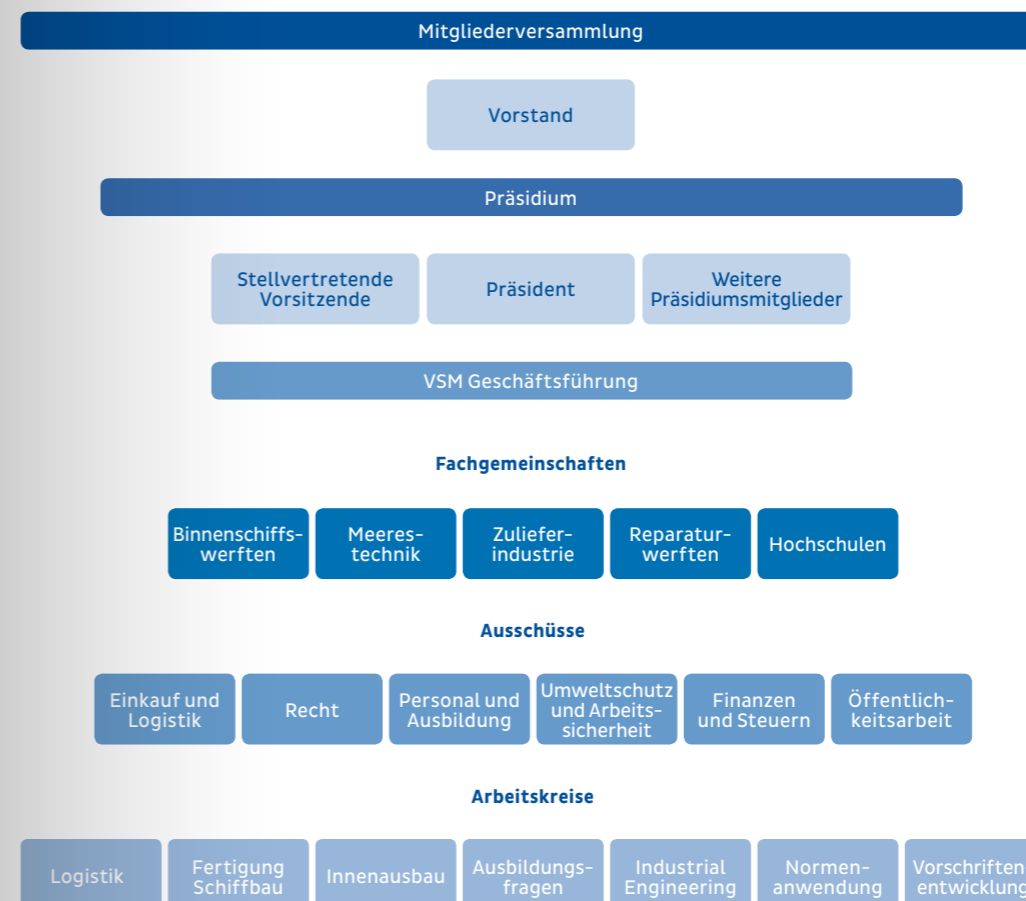 Mitgliederversammlung
Vorstand
Präsidium
Stellvertretende
Vorsitzende
Präsident
Weitere
Präsidiumsmitglieder
VSM Geschäftsführung
Fachgemeinschaften
Binnenschiffs-
werften
Meeres-
technik
Zuliefer-
industrie
Reparatur-
werften
Hochschulen
Ausschüsse
Einkauf und
Logistik
Recht
Personal und
Ausbildung
Umweltschutz
und Arbeits-
sicherheit
Finanzen
und Steuern
Öffentlich-
keitsarbeit
Arbeitskreise
Logistik
Fertigung
Schiffbau
Innenausbau
Ausbildungs-
fragen
Industrial
Engineering
Normen-
anwendung
Vorschriften
entwicklung